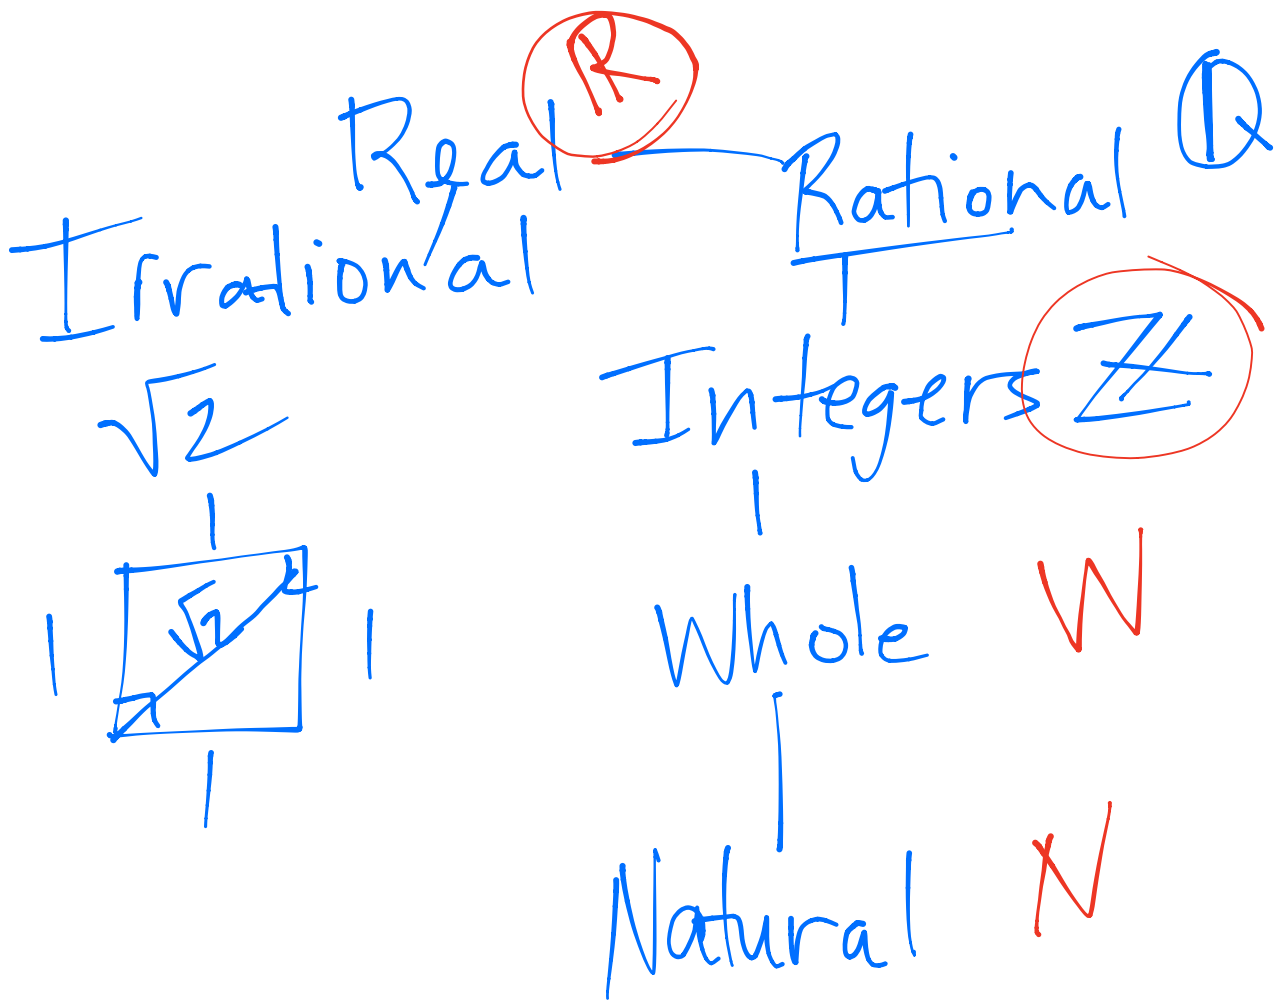 Real ℝ
Rational ℚ
Irrational
Integers ℤ
√2
1
√2
1
1
1
Whole W
Natural N